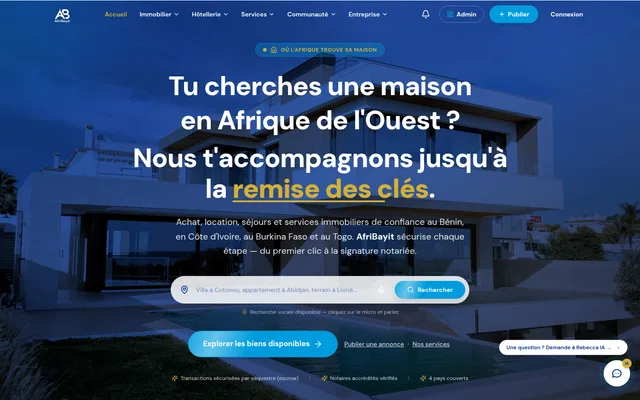 AB
AfriBayit
Accueil
Immobilier
Hôtellerie
Services
Communauté
Entreprise
Admin
Publier
Connexion
OÙ L'AFRIQUE TROUVE SA MAISON
Tu cherches une maison
en Afrique de l'Ouest ?
Nous t'accompagnons jusqu'à
la remise des clés.
Achat, location, séjours et services immobiliers de confiance au Bénin,
en Côte d'Ivoire, au Burkina Faso et au Togo. AfriBayit sécurise chaque
étape — du premier clic à la signature notariée.
Villa à Cotonou, appartement à Abidjan, terrain à Lomé...
Rechercher
Recherche vocale disponible — cliquez sur le micro et parlez
Explorer les biens disponibles
Publier une annonce · Nos services
Une question ? Demande à Rebecca IA
Transactions sécurisées par séquestre (escrow)
Notaires accrédités vérifiés
4 pays couverts
IA